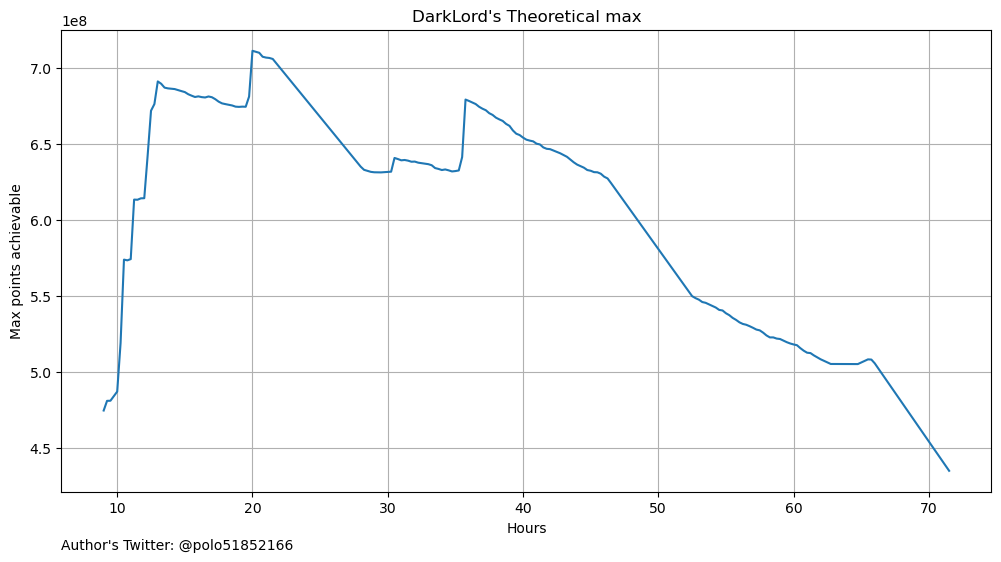 DarkLord's Theoretical max
1e8
7.0
6.5
6.0
5.5
5.0
4.5
Max points achievable
10 20 30 40 50 60 70
Hours
Author's Twitter: @polo51852166